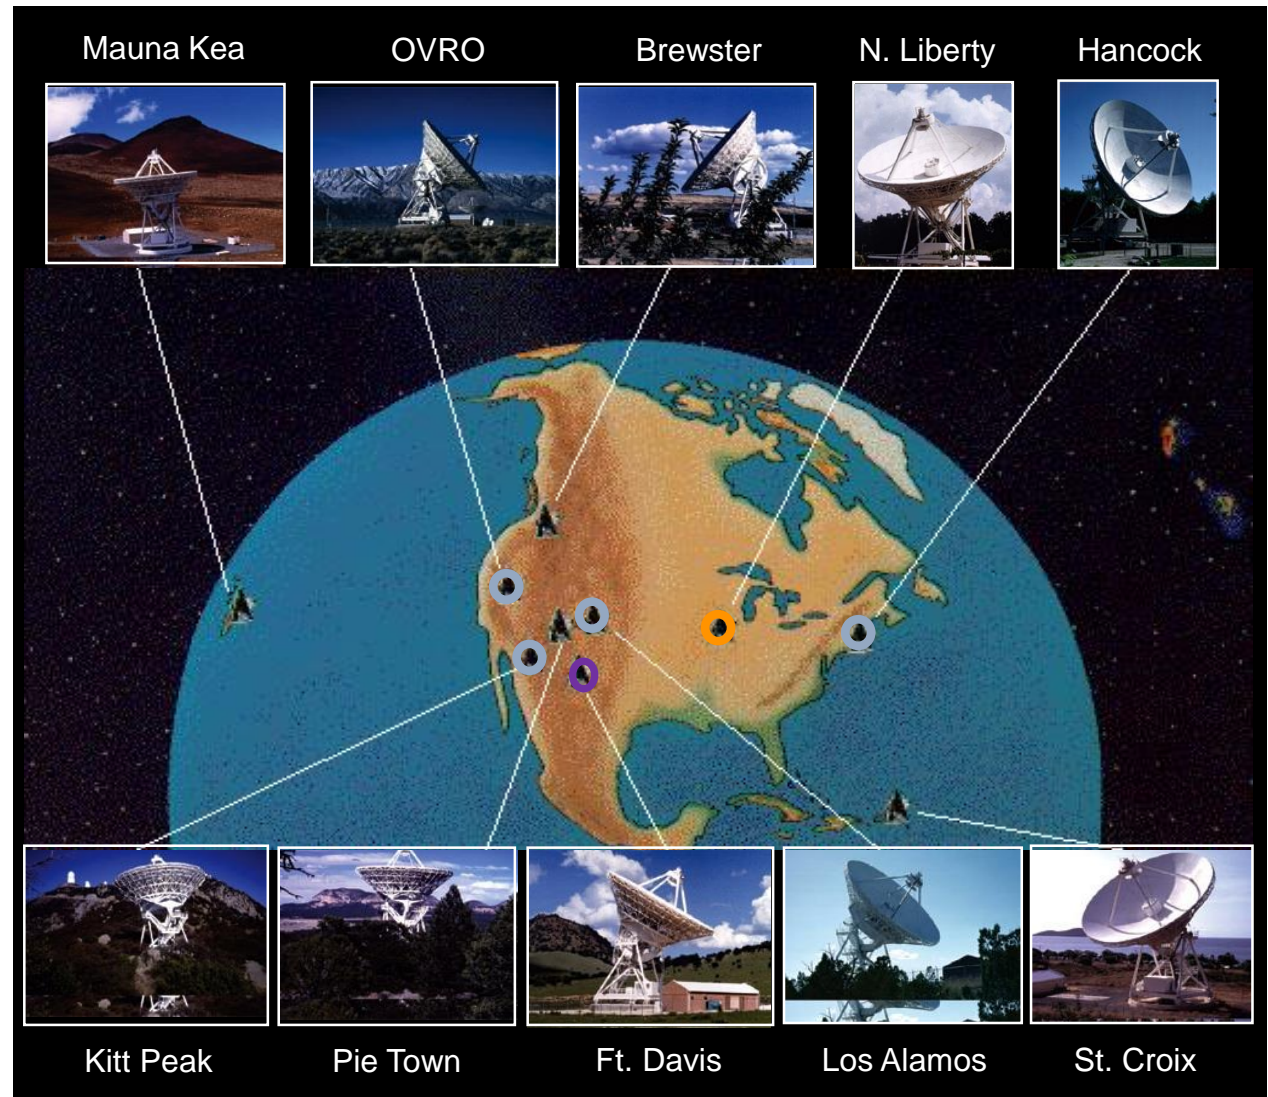 Mauna Kea
OVRO
Brewster
N. Liberty
Hancock
Kitt Peak
Pie Town
Ft. Davis
Los Alamos
St. Croix